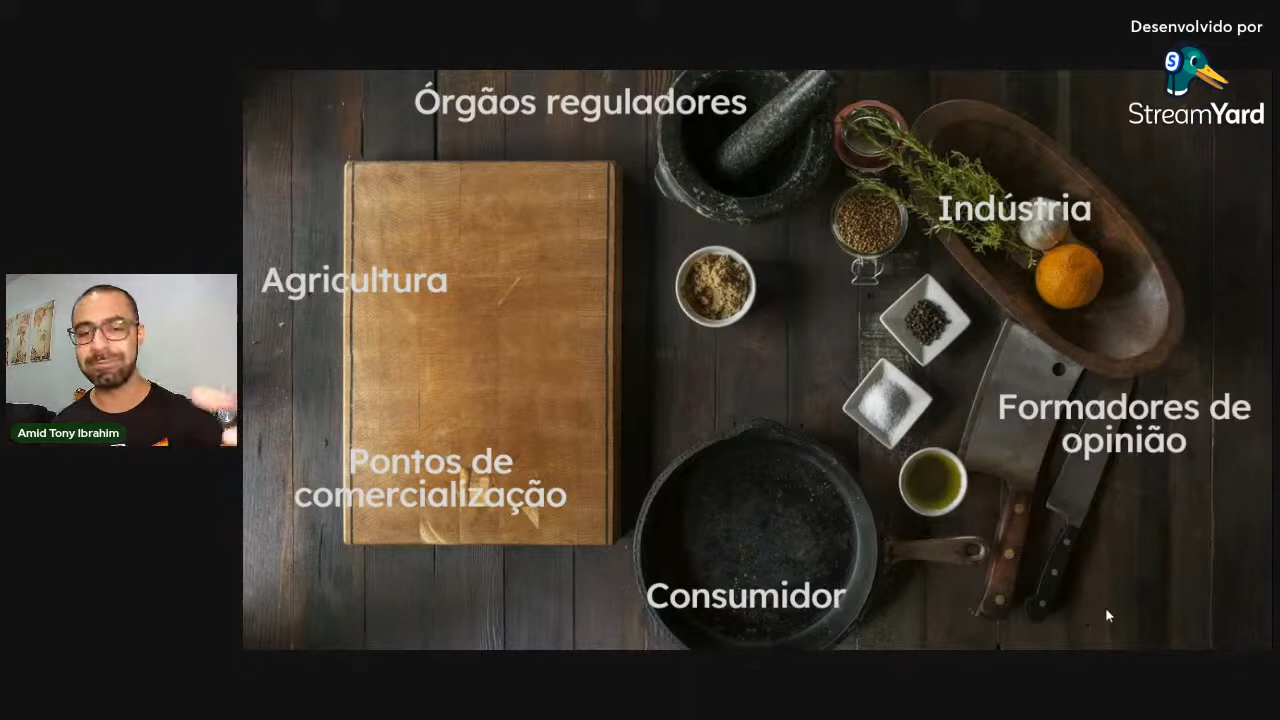 Desenvolvido por
StreamYard
Órgãos reguladores
Indústria
Agricultura
Formadores de
opinião
Pontos de
comercialização
Consumidor
Amid Tony Ibrahim